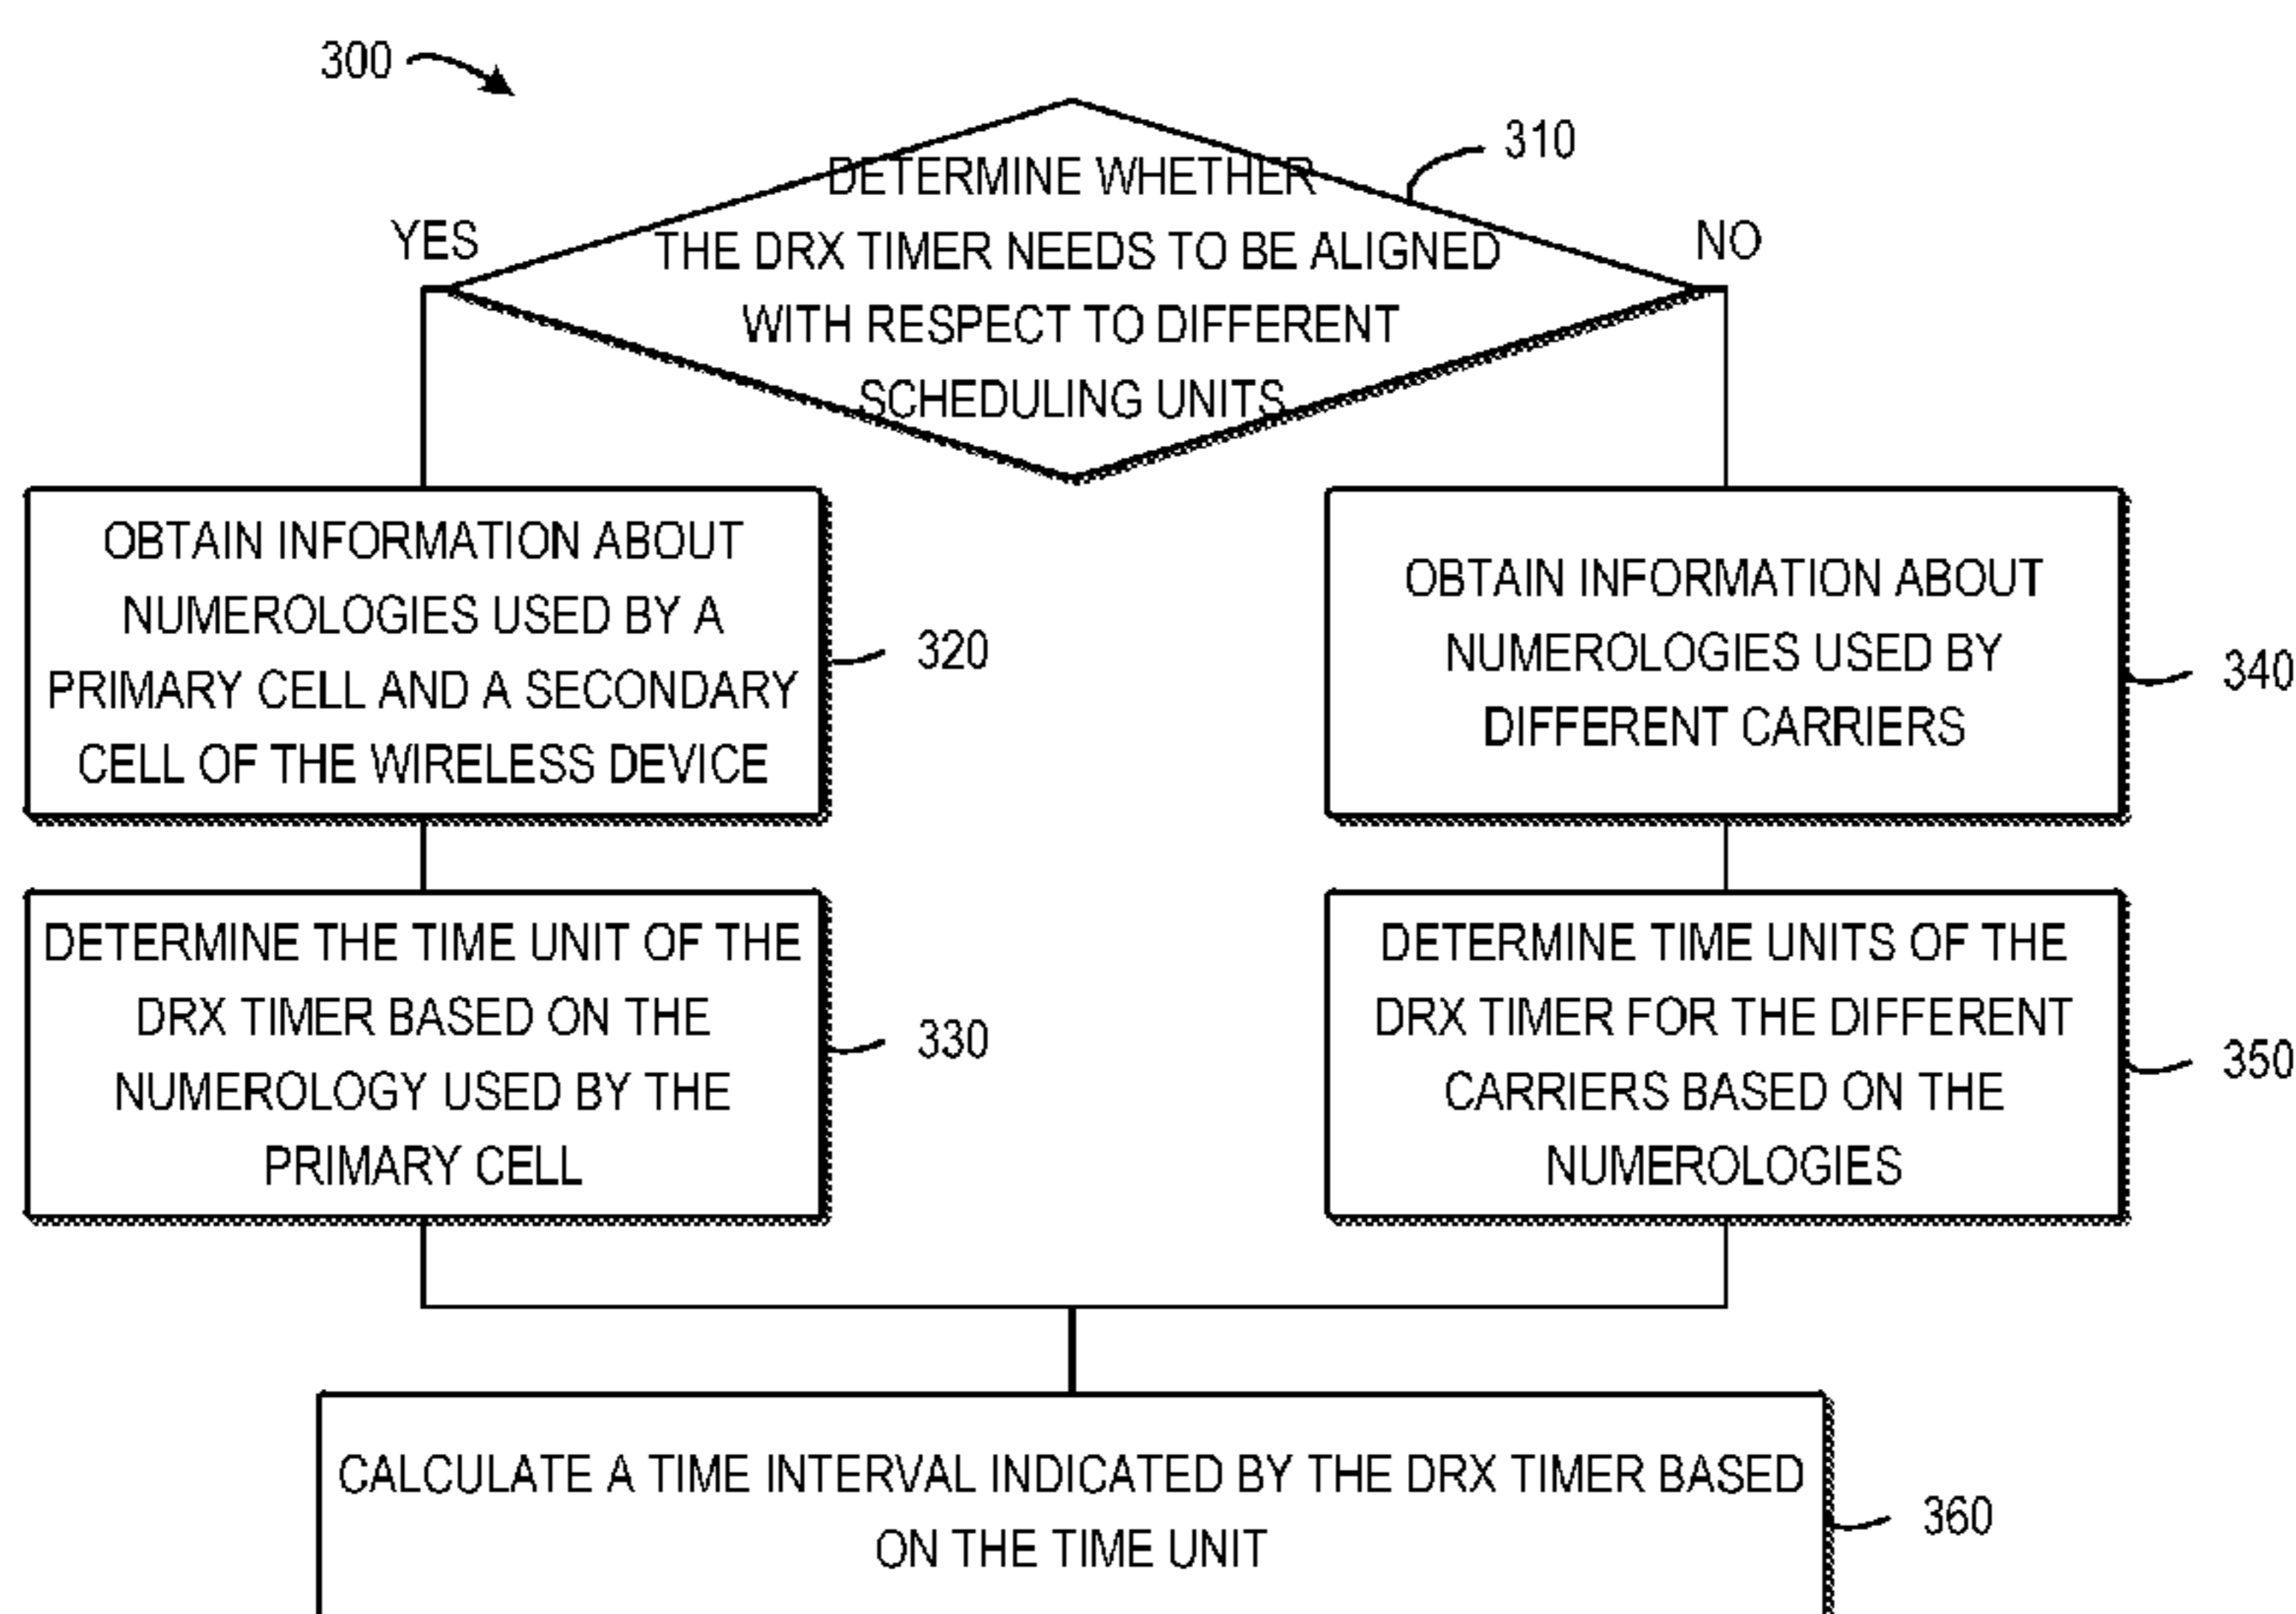 300
310
DETERMINE WHETHER
THE DRX TIMER NEEDS TO BE ALIGNED
WITH RESPECT TO DIFFERENT
SCHEDULING UNITS
YES
NO
OBTAIN INFORMATION ABOUT
NUMEROLOGIES USED BY A
PRIMARY CELL AND A SECONDARY
CELL OF THE WIRELESS DEVICE
320
OBTAIN INFORMATION ABOUT
NUMEROLOGIES USED BY
DIFFERENT CARRIERS
340
DETERMINE THE TIME UNIT OF THE
DRX TIMER BASED ON THE
NUMEROLOGY USED BY THE
PRIMARY CELL
330
DETERMINE TIME UNITS OF THE
DRX TIMER FOR THE DIFFERENT
CARRIERS BASED ON THE
NUMEROLOGIES
350
CALCULATE A TIME INTERVAL INDICATED BY THE DRX TIMER BASED
ON THE TIME UNIT
360